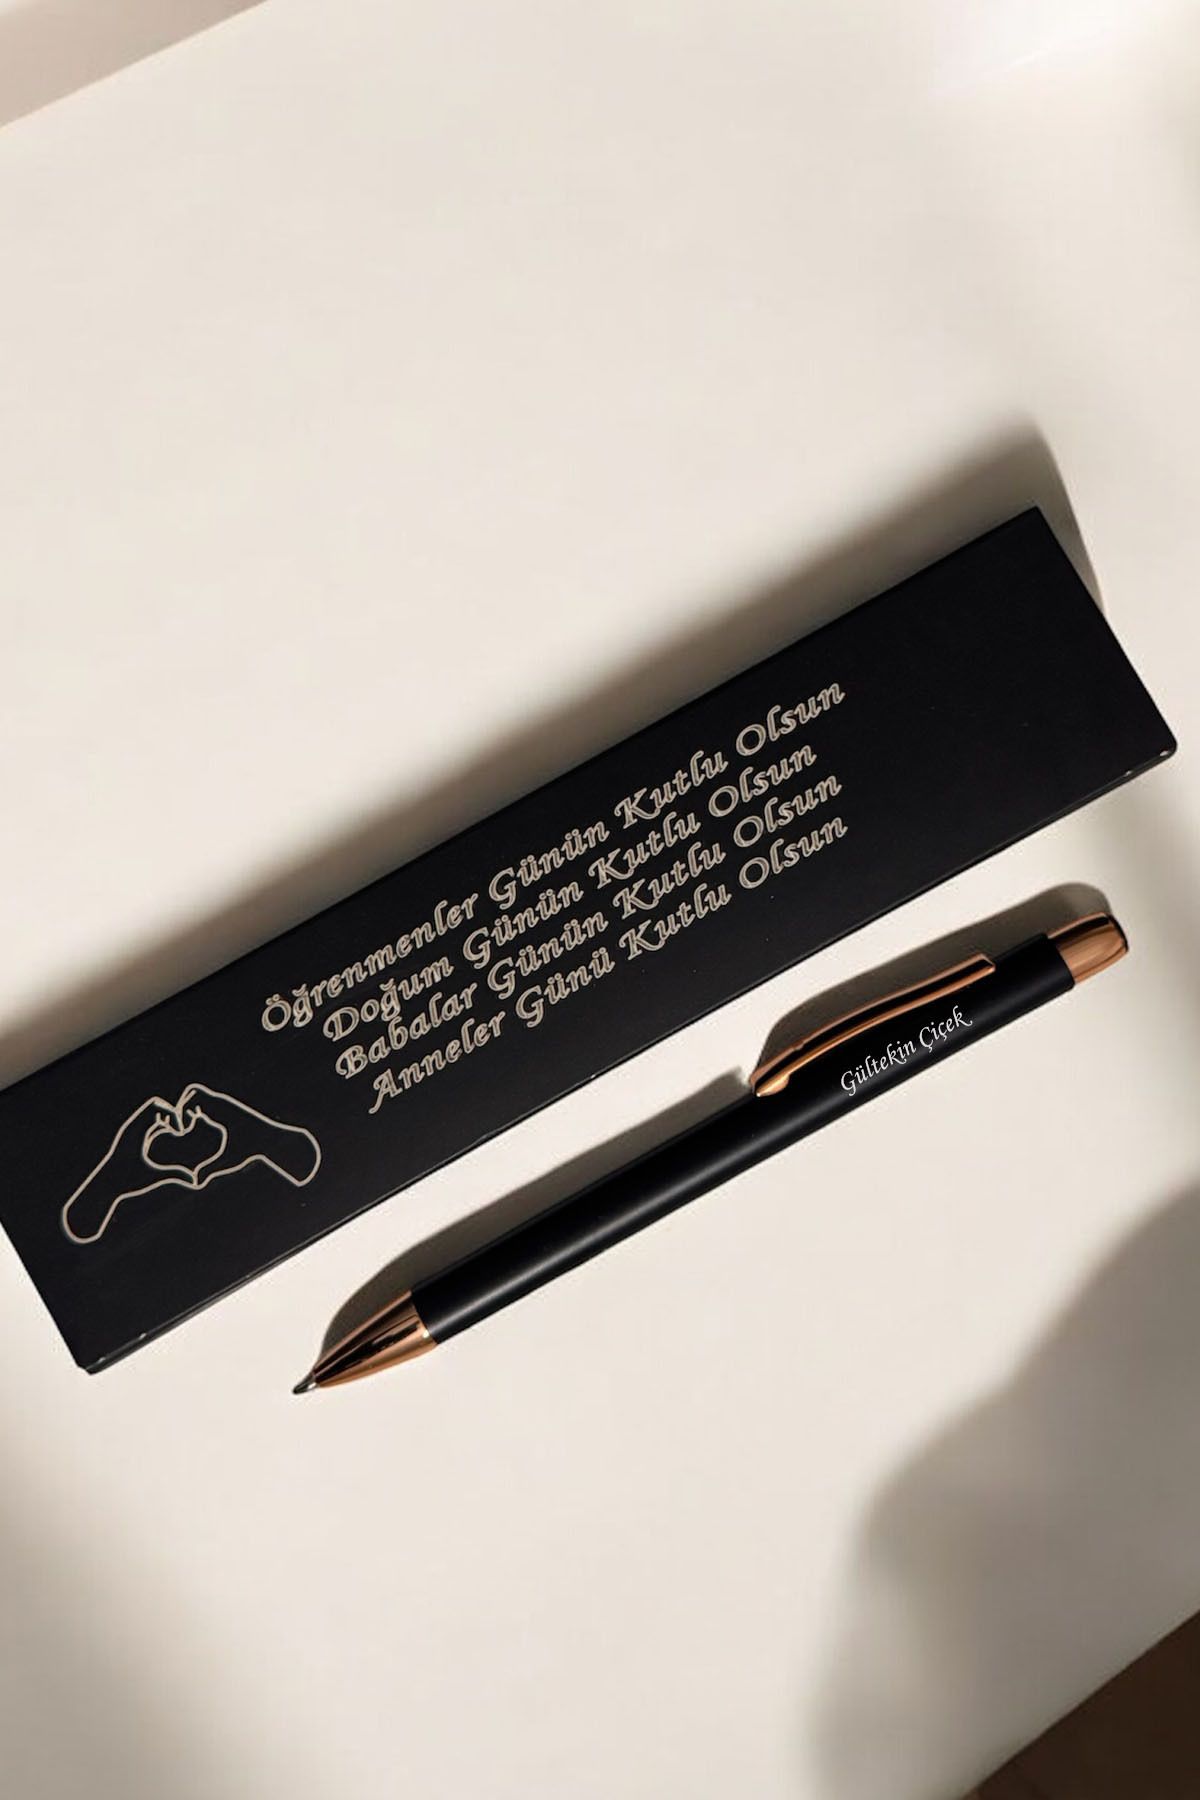 Öğrenmenler Günün Kutlu Olsun
Doğum Günün Kutlu Olsun
Babalar Günün Kutlu Olsun
Anneler Günü Kutlu Olsun
Gültekin Çiçek